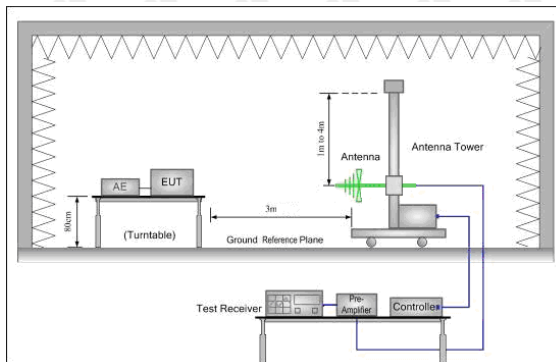 1m to 4m
Antenna
Antenna Tower
AE
EUT
3m
80cm
(Turntable)
Ground Reference Plane
Test Receiver
Pre-
Amplifier
Controller